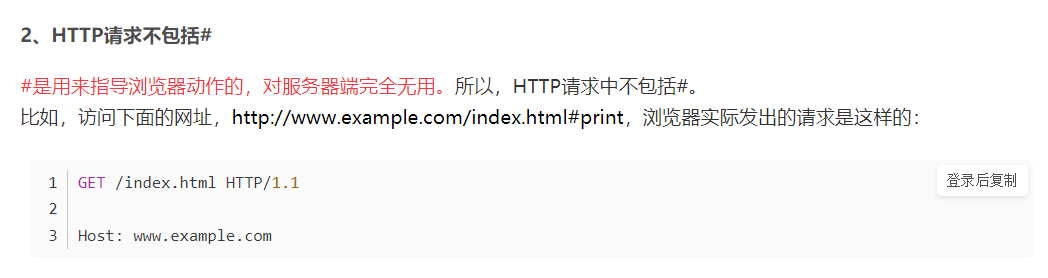 2、HTTP请求不包括#
#是用来指导浏览器动作的，对服务器端完全无用。所以，HTTP请求中不包括#。
比如，访问下面的网址，http://www.example.com/index.html#print，浏览器实际发出的请求是这样的：
1 GET /index.html HTTP/1.1
登录后复制
2
3 Host: www.example.com